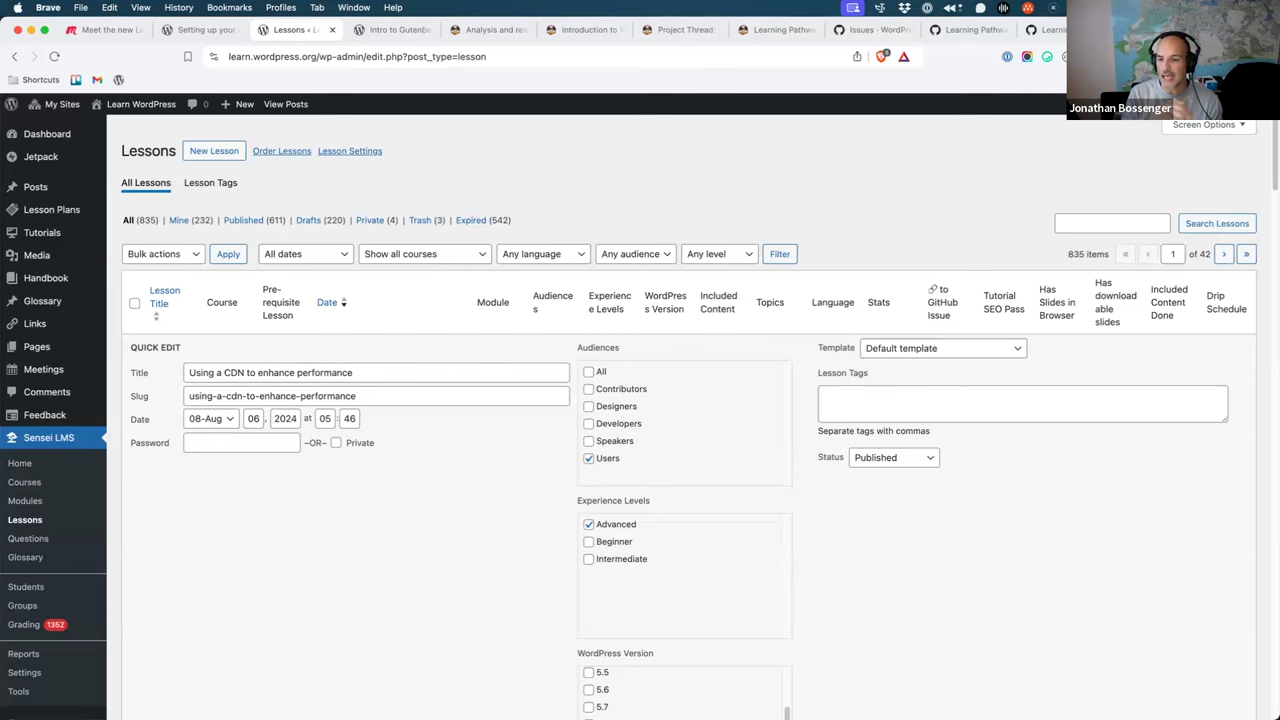 Brave File Edit View History Bookmarks Profiles Tab Window Help
Meet the new L
Setting up your
Lessons ‹ L
Intro to Gutenbe
Analysis and re
Introduction to
Project Thread:
Learning Pathw
Issues · WordPre
Learning Pathw
Learni
learn.wordpress.org/wp-admin/edit.php?post_type=lesson
Shortcuts
My Sites Learn WordPress 0 New View Posts
Jonathan Bossenger
Screen Options
Dashboard
Jetpack
Posts
Lesson Plans
Tutorials
Media
Handbook
Glossary
Links
Pages
Meetings
Comments
Feedback
Sensei LMS
Home
Courses
Modules
Lessons
Questions
Glossary
Students
Groups
Grading 1352
Reports
Settings
Tools
Lessons New Lesson Order Lessons Lesson Settings
All Lessons Lesson Tags
All (835) | Mine (232) | Published (611) | Drafts (220) | Private (4) | Trash (3) | Expired (542)
Search Lessons
Bulk actions Apply All dates Show all courses Any language Any audience Any level Filter
835 items « ‹ 1 of 42 › »
Lesson
Title
Course
Pre-
requisite
Lesson
Date
Module
Audience
s
Experien
ce Levels
WordPres
s Version
Included
Content
Topics
Language
Stats
to
GitHub
Issue
Tutorial
SEO Pass
Has
Slides in
Browser
Has
download
able
slides
Included
Content
Done
Drip
Schedule
QUICK EDIT
Title Using a CDN to enhance performance
Slug using-a-cdn-to-enhance-performance
Date 08-Aug 06 , 2024 at 05 : 46
Password –OR– Private
Audiences
All
Contributors
Designers
Developers
Speakers
Users
Experience Levels
Advanced
Beginner
Intermediate
WordPress Version
5.5
5.6
5.7
Template Default template
Lesson Tags
Separate tags with commas
Status Published